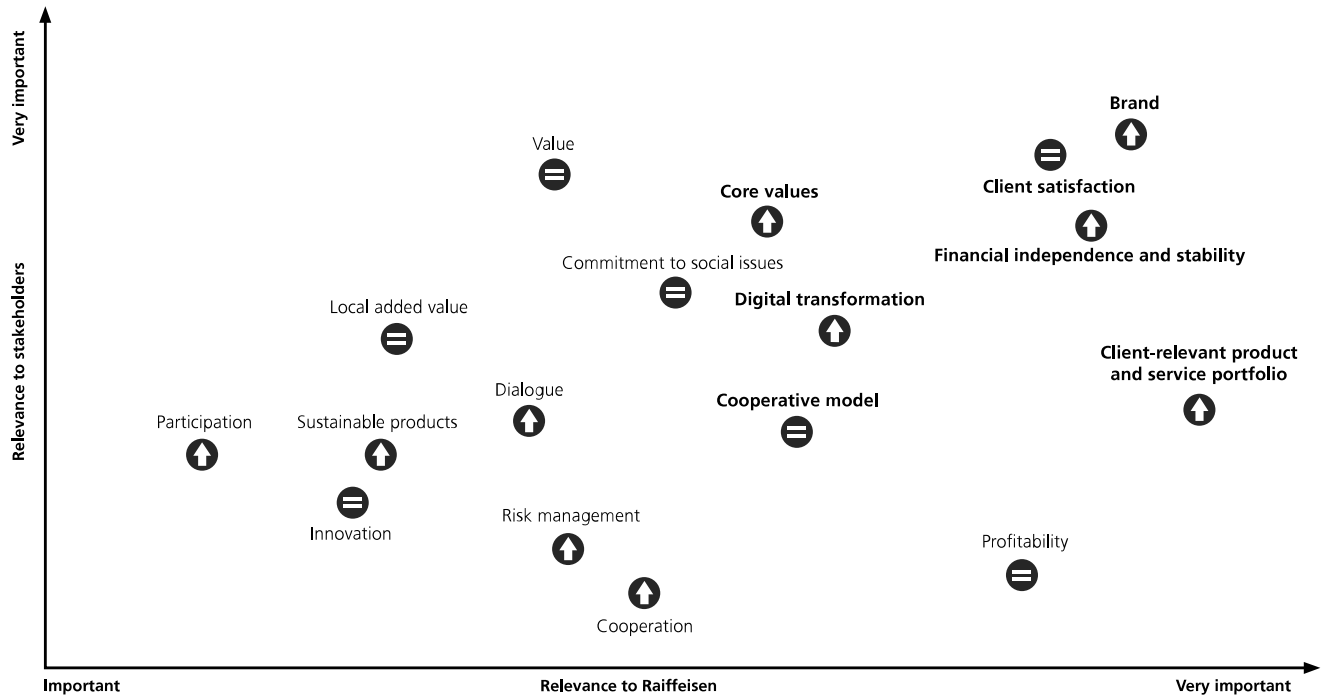 Very important
Brand
Value
Client satisfaction
Core values
Financial independence and stability
Commitment to social issues
Digital transformation
Local added value
Relevance to stakeholders
Client-relevant product
and service portfolio
Dialogue
Cooperative model
Participation
Sustainable products
Innovation
Risk management
Profitability
Cooperation
Important
Relevance to Raiffeisen
Very important